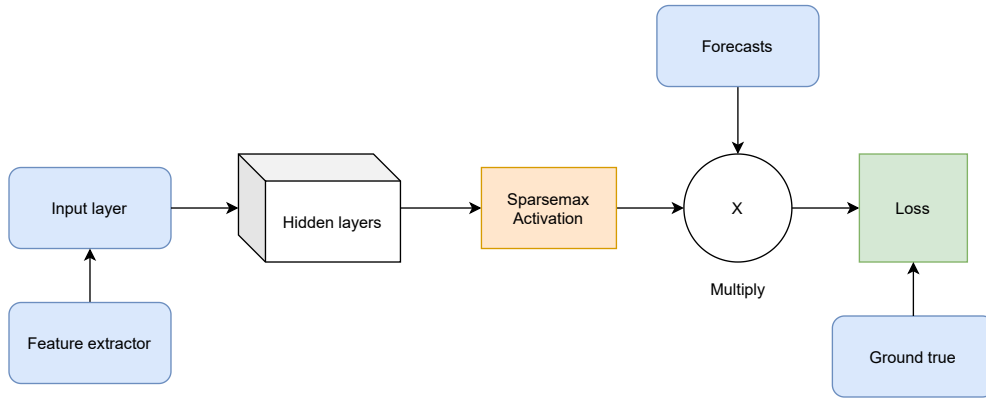 Forecasts
Input layer
Hidden layers
Sparsemax
Activation
X
Loss
Multiply
Feature extractor
Ground true